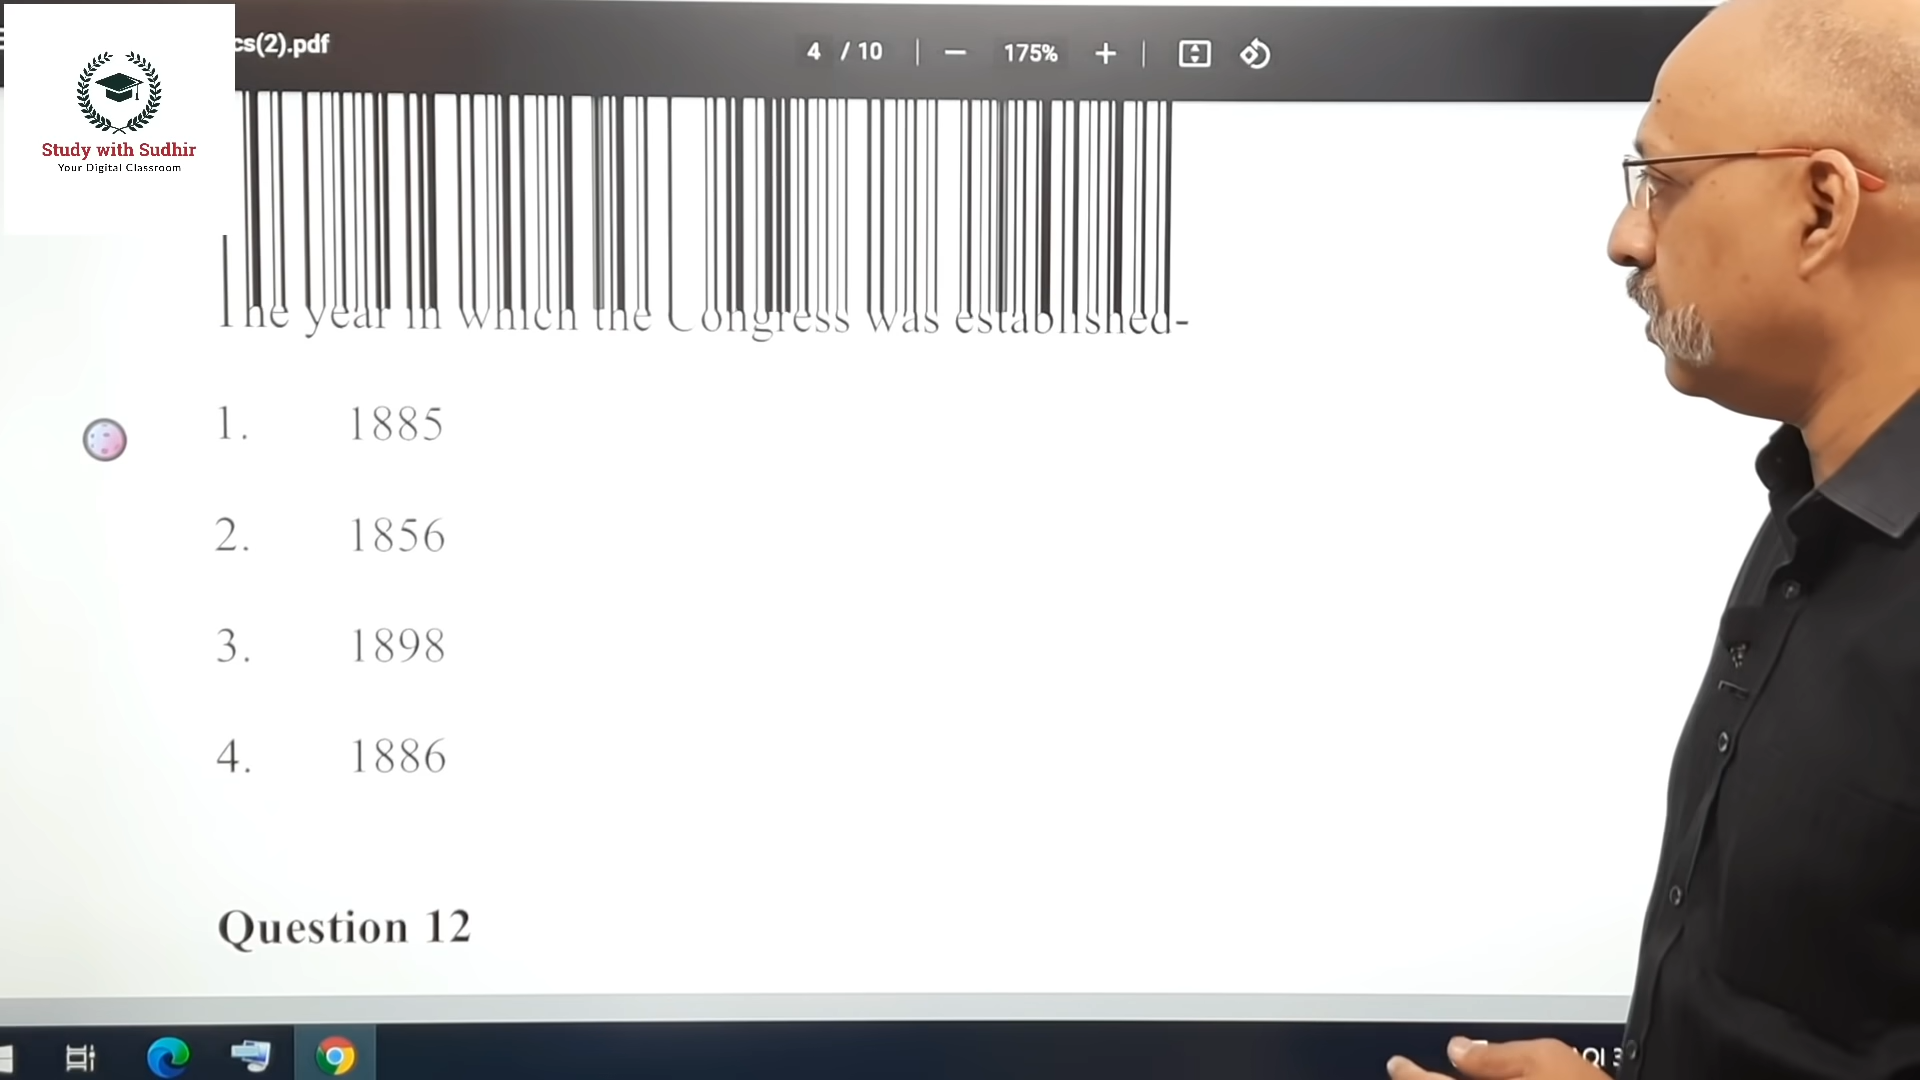 cs(2).pdf
4 / 10
175%
Study with Sudhir
Your Digital Classroom
The year in which the Congress was established-
1. 1885
2. 1856
3. 1898
4. 1886
Question 12